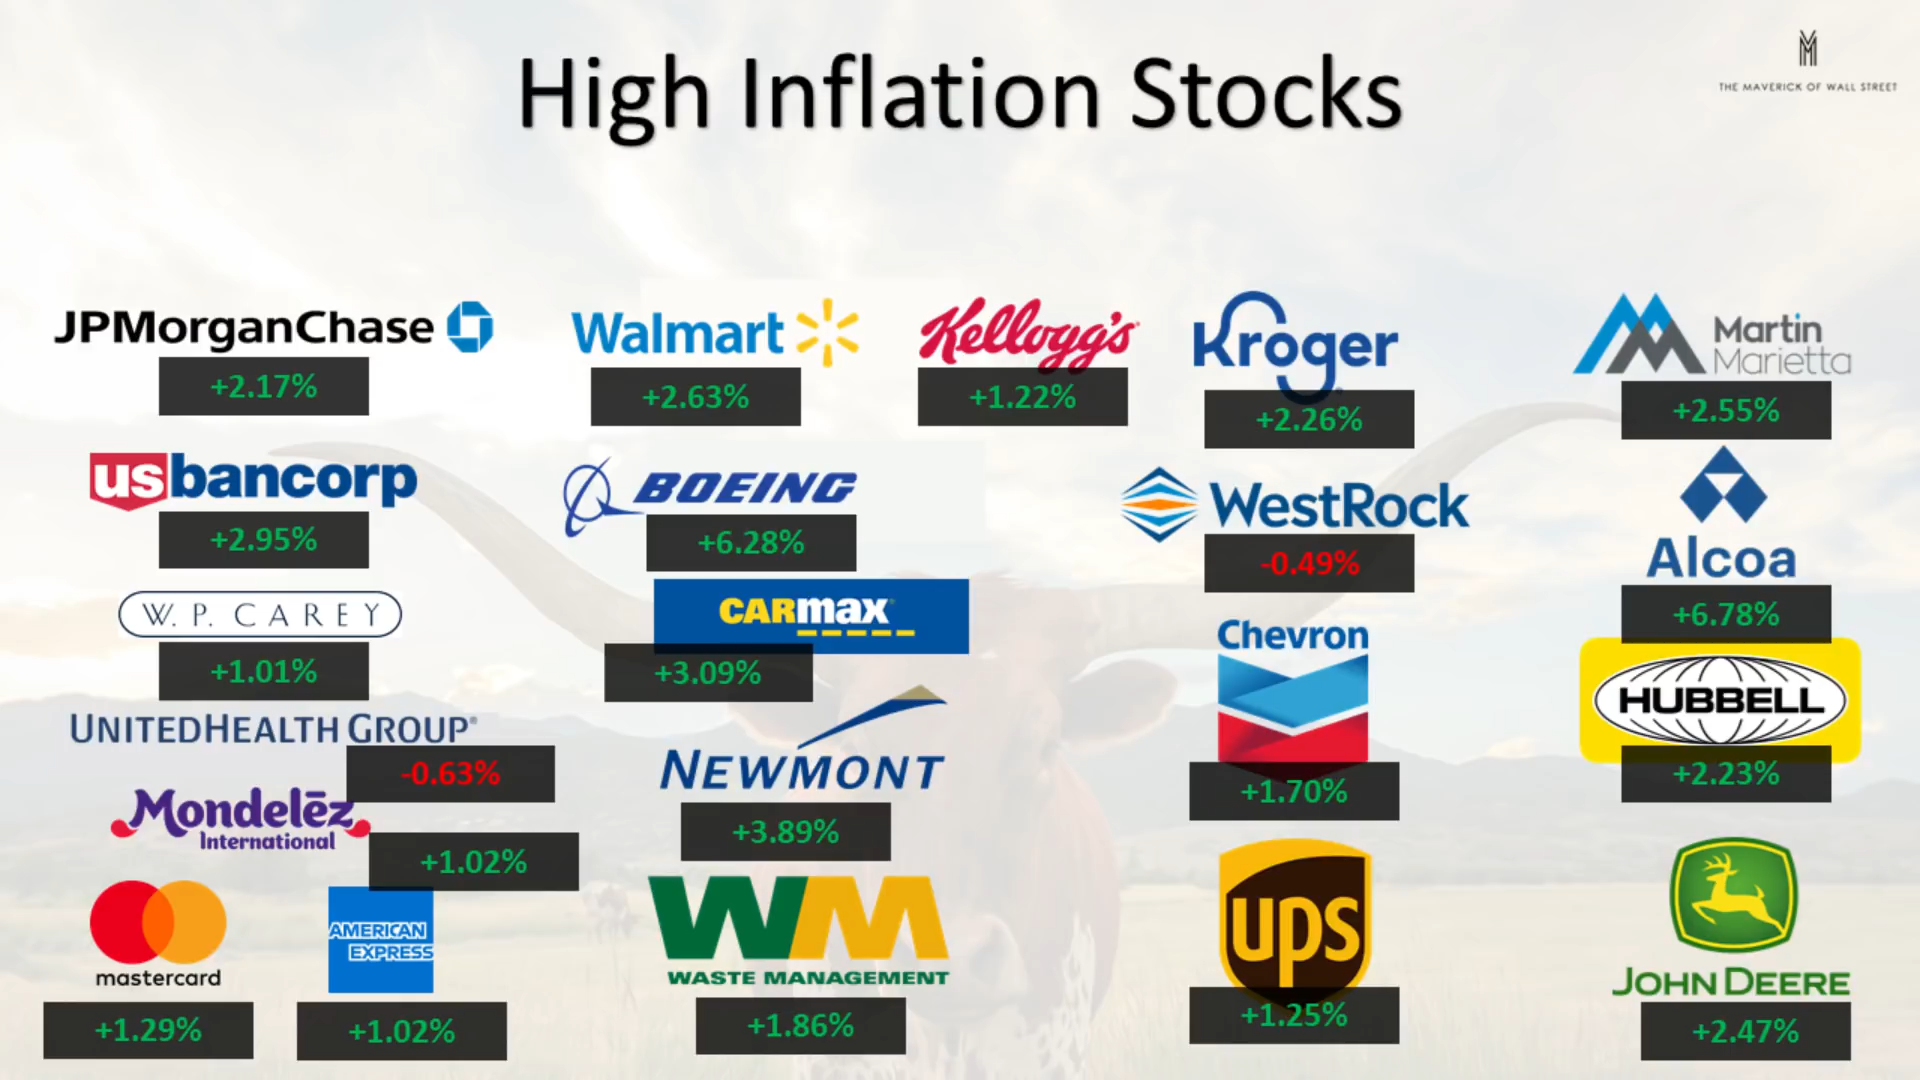 High Inflation Stocks
THE MAVERICK OF WALL STREET
JPMorganChase
+2.17%
Walmart
+2.63%
Kellogg's
+1.22%
Kroger
+2.26%
Martin
Marietta
+2.55%
usbancorp
+2.95%
BOEING
+6.28%
WestRock
-0.49%
Alcoa
+6.78%
W. P. CAREY
+1.01%
CARmax
+3.09%
Chevron
+1.70%
HUBBELL
+2.23%
UNITEDHEALTH GROUP®
-0.63%
Mondelēz
International
+1.02%
NEWMONT
+3.89%
mastercard
+1.29%
AMERICAN
EXPRESS
+1.02%
WM
WASTE MANAGEMENT
+1.86%
ups
+1.25%
JOHN DEERE
+2.47%